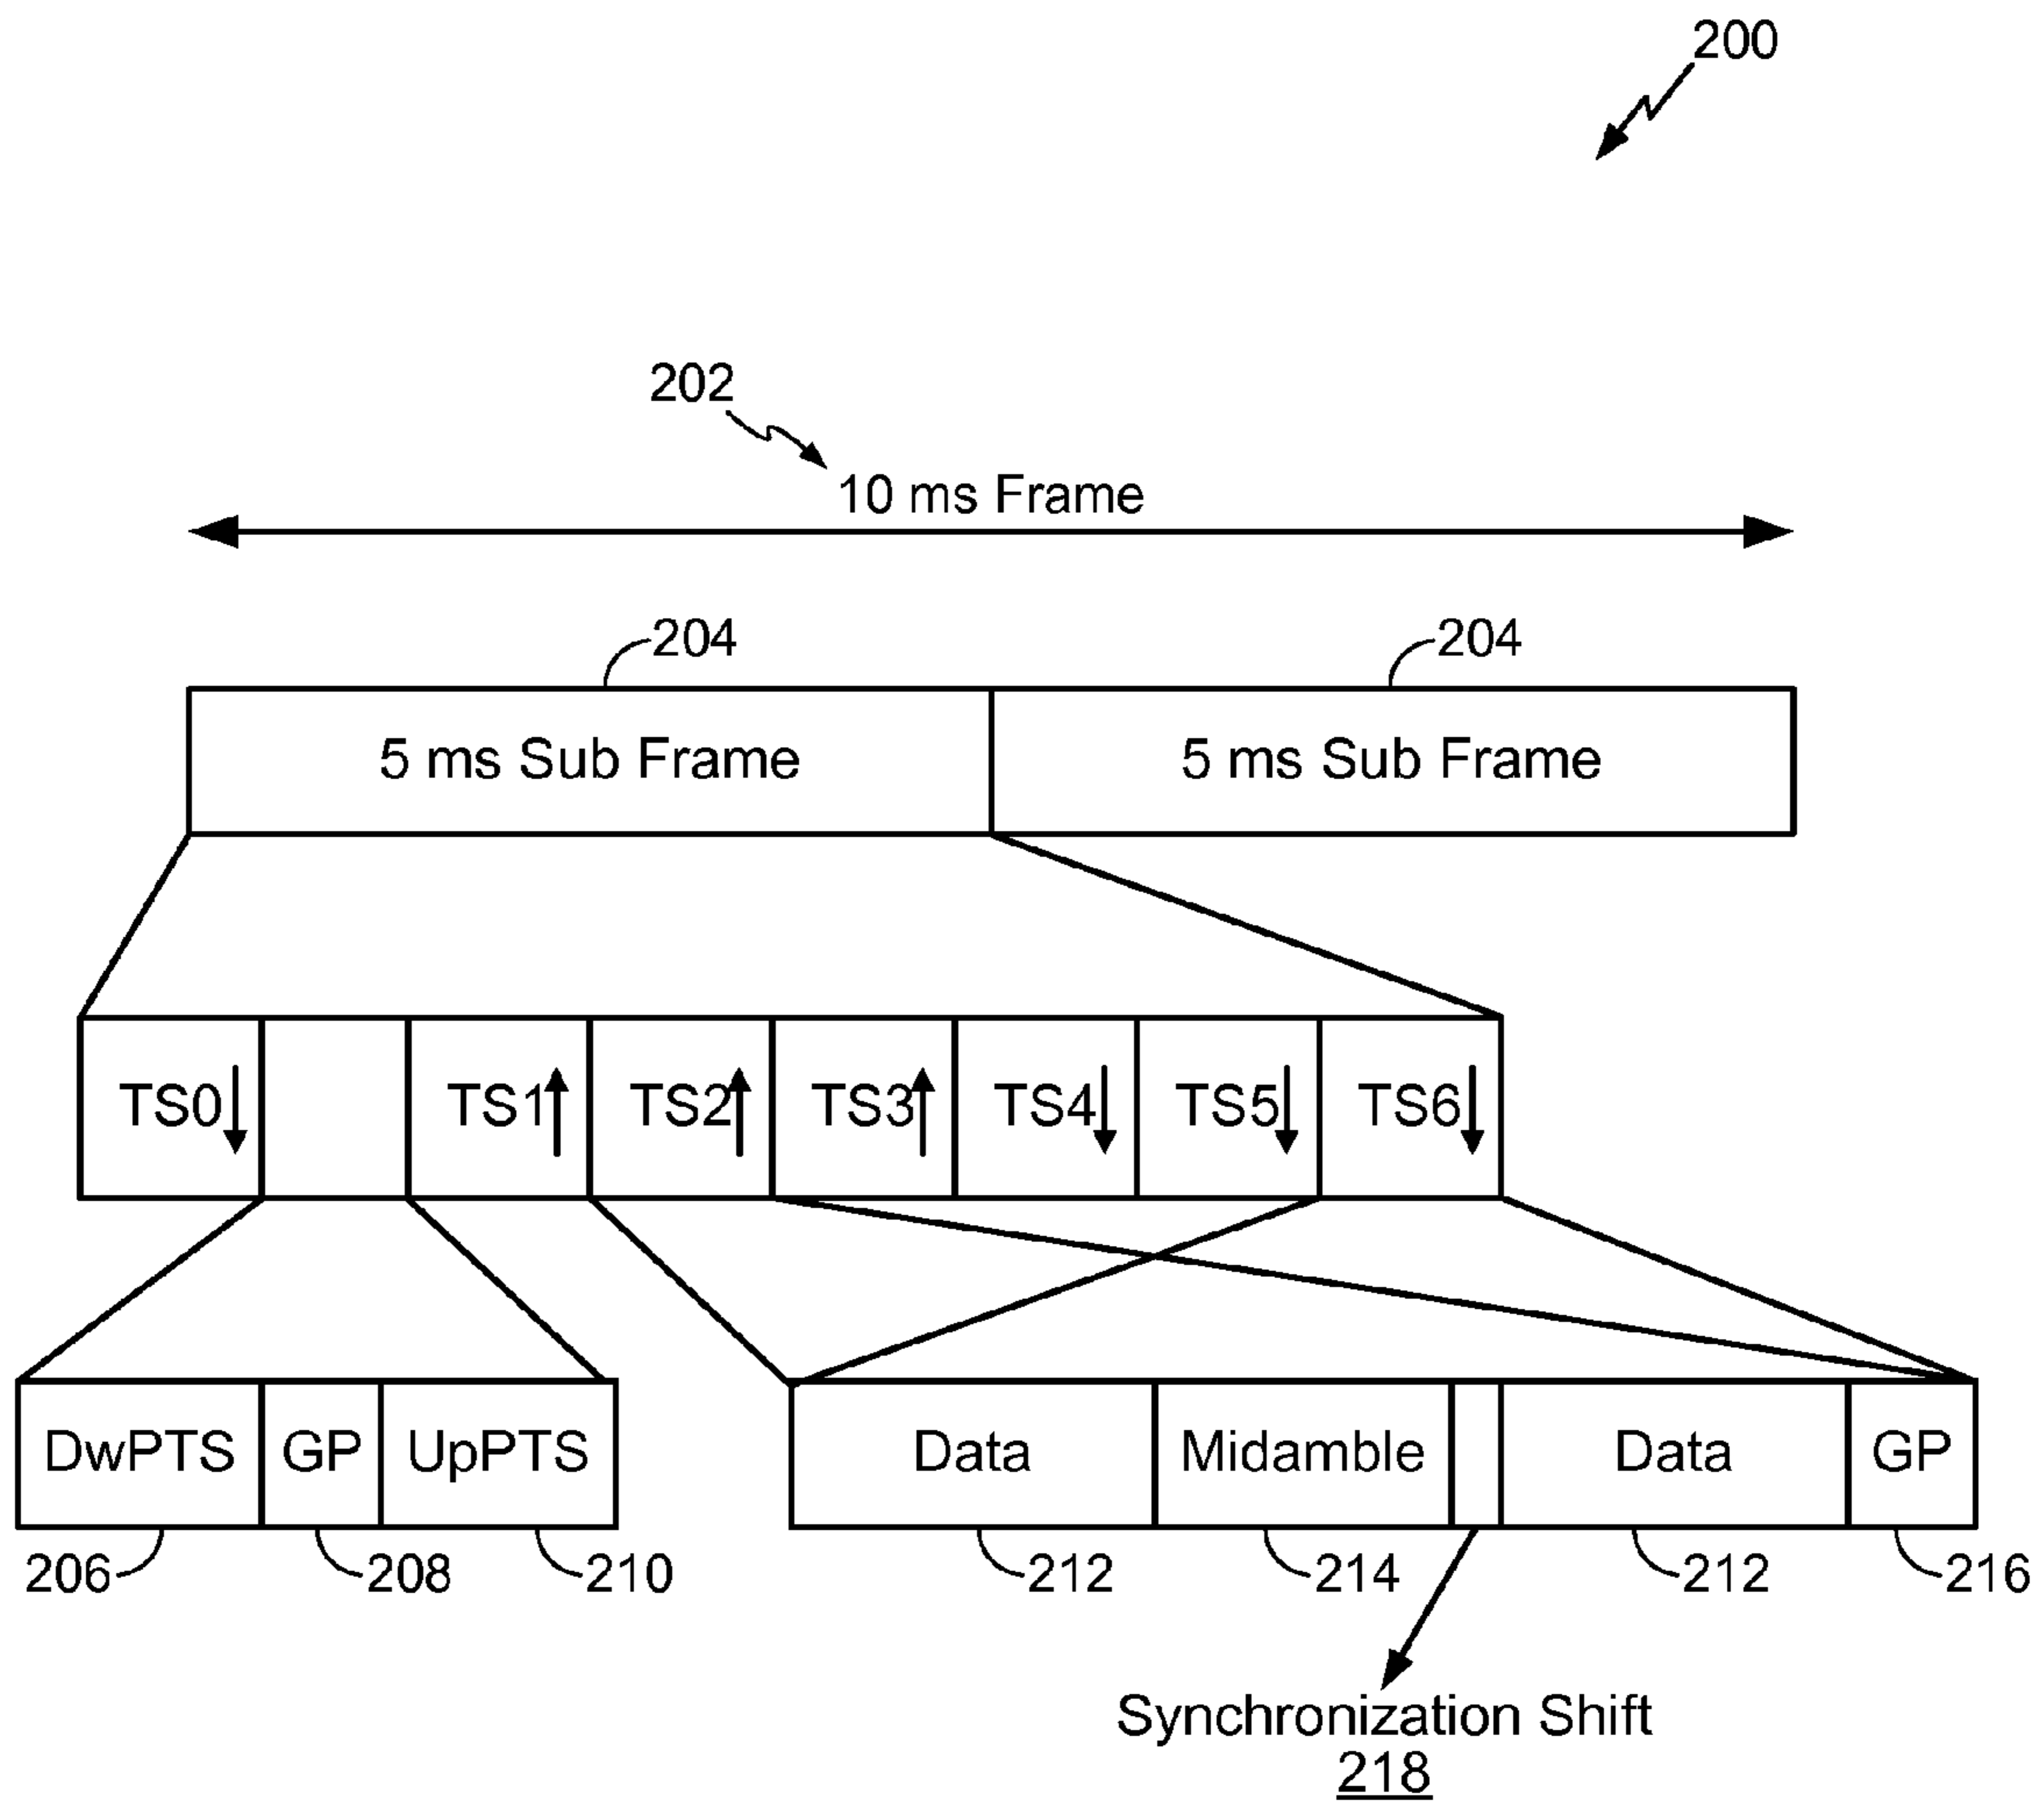 200
202
10 ms Frame
204 204
5 ms Sub Frame 5 ms Sub Frame
TS0 TS1 TS2 TS3 TS4 TS5 TS6
DwPTS GP UpPTS Data Midamble Data GP
206 208 210 212 214 212 216
Synchronization Shift
218